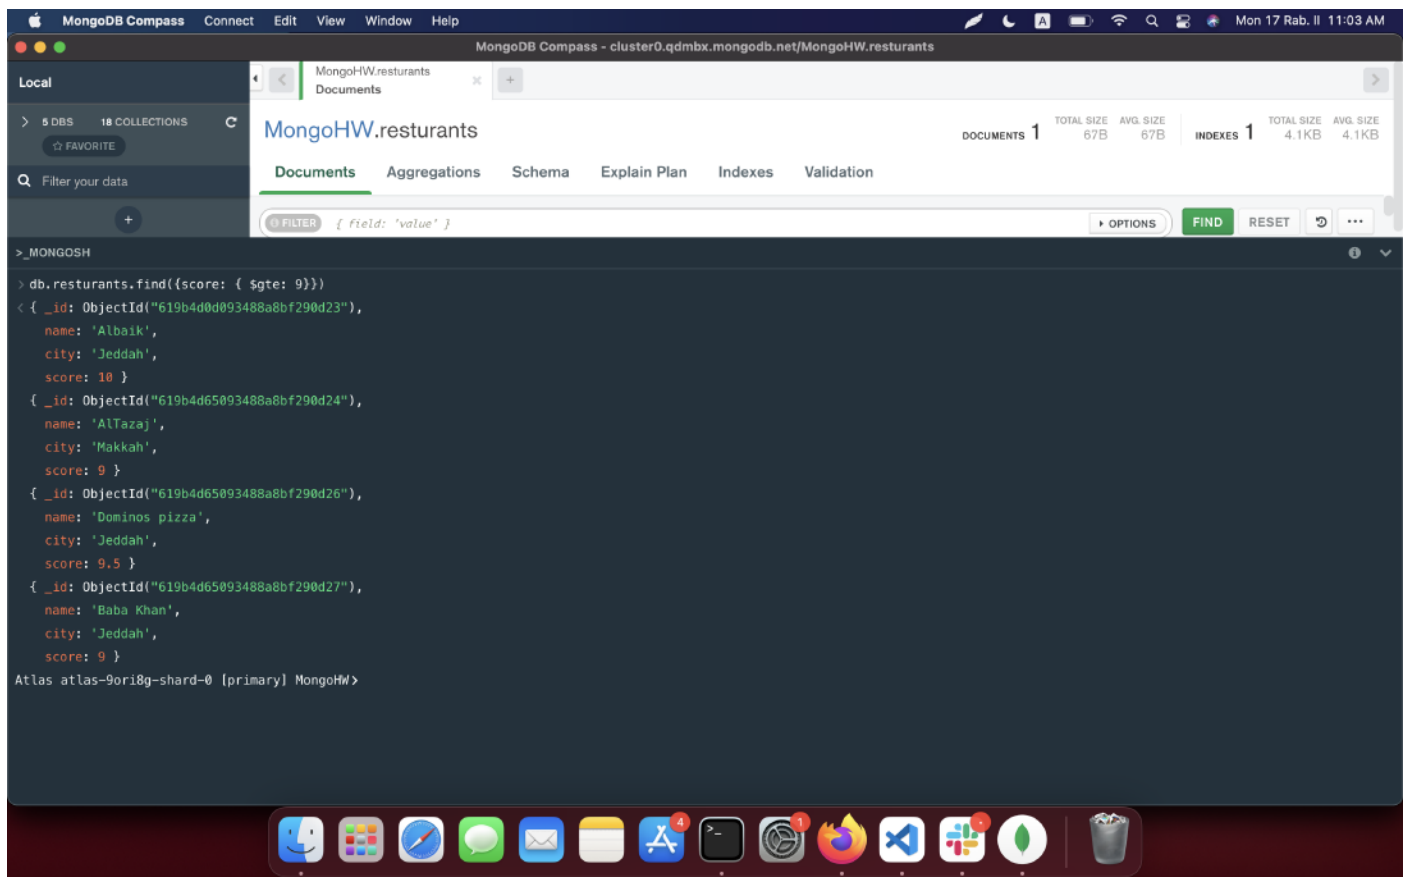 MongoDB Compass Connect Edit View Window Help A Mon 17 Rab. II 11:03 AM
MongoDB Compass - cluster0.qdmbx.mongodb.net/MongoHW.resturants
Local
MongoHW.resturants
Documents
5 DBS 18 COLLECTIONS
FAVORITE
Filter your data
MongoHW.resturants
DOCUMENTS 1 TOTAL SIZE 67B AVG. SIZE 67B INDEXES 1 TOTAL SIZE 4.1KB AVG. SIZE 4.1KB
Documents Aggregations Schema Explain Plan Indexes Validation
FILTER { field: 'value' } OPTIONS FIND RESET ...
>_MONGOSH
> db.resturants.find({score: { $gte: 9}})
< { _id: ObjectId("619b4d0d093488a8bf290d23"),
name: 'Albaik',
city: 'Jeddah',
score: 10 }
{ _id: ObjectId("619b4d65093488a8bf290d24"),
name: 'AlTazaj',
city: 'Makkah',
score: 9 }
{ _id: ObjectId("619b4d65093488a8bf290d26"),
name: 'Dominos pizza',
city: 'Jeddah',
score: 9.5 }
{ _id: ObjectId("619b4d65093488a8bf290d27"),
name: 'Baba Khan',
city: 'Jeddah',
score: 9 }
Atlas atlas-9ori8g-shard-0 [primary] MongoHW>
4 1